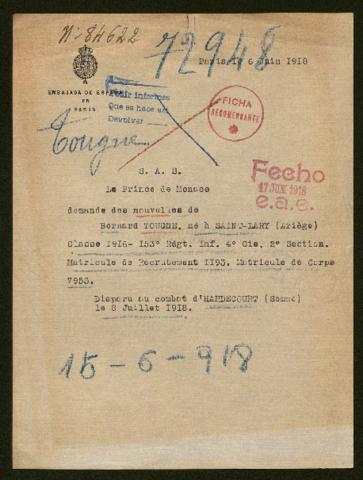 N° 84622
72948
Paris, le 6 Juin 1918
EMBAJADA DE ESPAÑA
EN
PARIS
Pedir informes
Que se hace así
Devolver
FICHA
RECOMENDANTE
Tougne
S. A. S.
Le Prince de Monaco
Fecho
17 JUN. 1918
e.a.e.
demande des nouvelles de
Bernard TOUGNE, né à SAINT-LARY (Ariège)
Classe 1916- 153° Régt. Inf. 4° Cie. 2° Section.
Matricule de Recrutement 1193. Matricule de Corps
7953.
Disparu au combat d'HARDECOURT (Somme)
le 8 Juillet 1918.
15-6-918